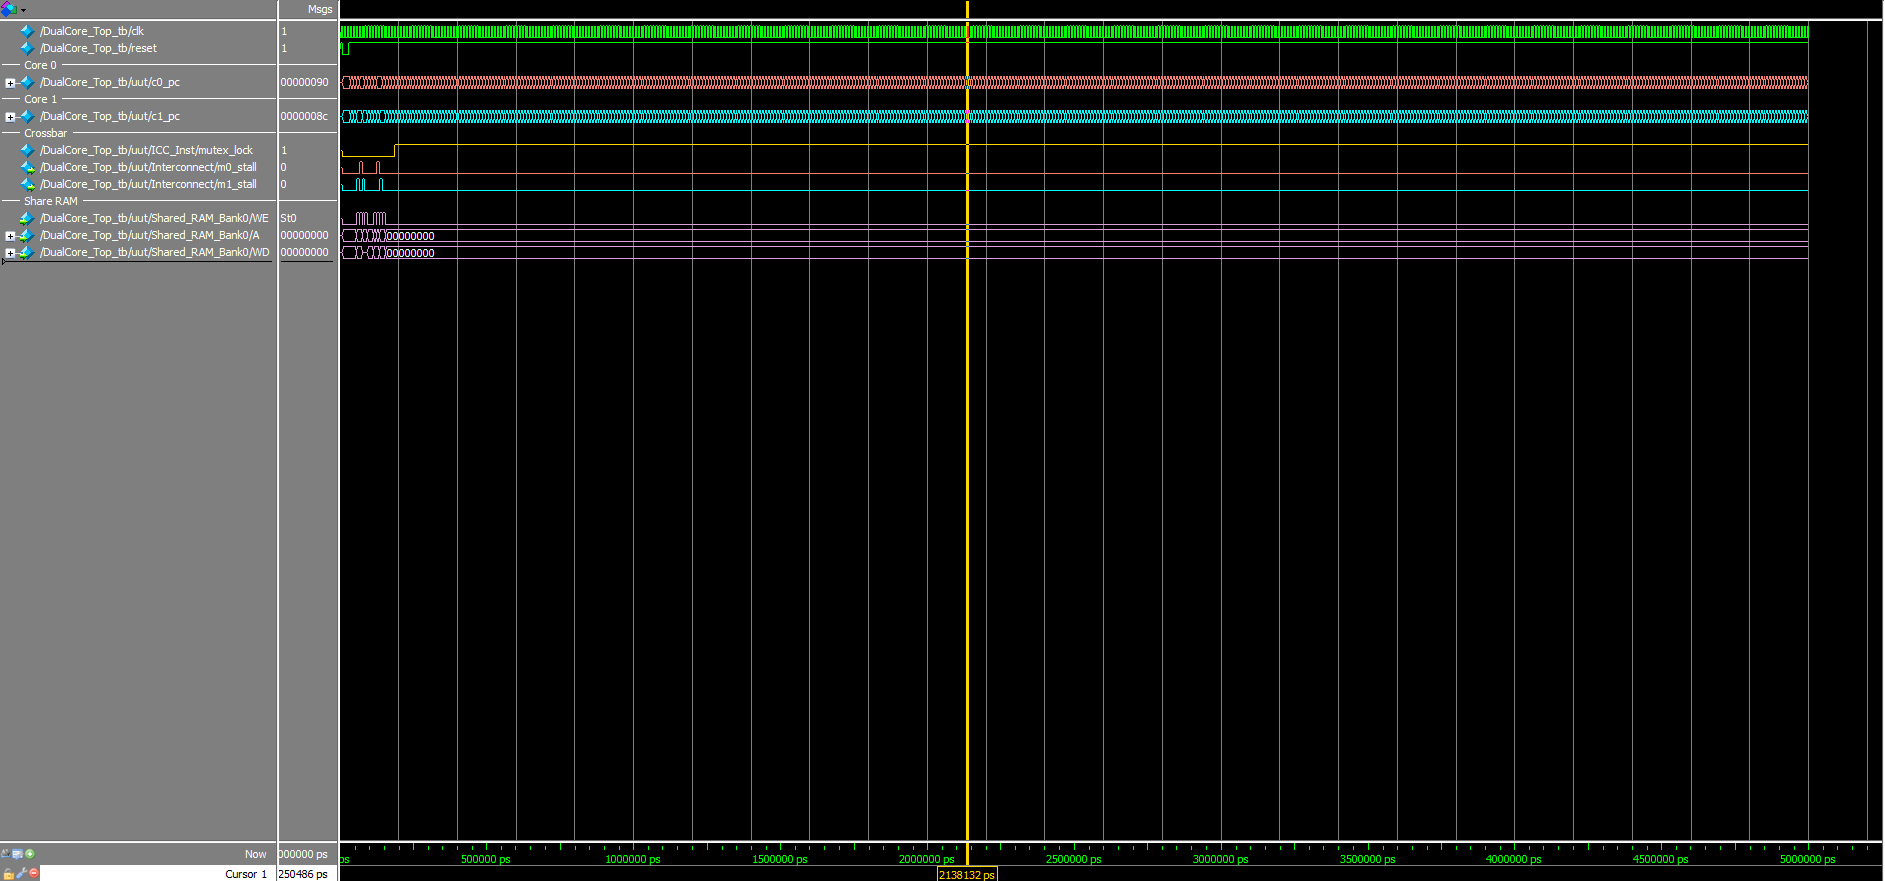 Msgs
/DualCore_Top_tb/clk 1
/DualCore_Top_tb/reset 1
Core 0
/DualCore_Top_tb/uut/c0_pc 00000090
Core 1
/DualCore_Top_tb/uut/c1_pc 0000008c
Crossbar
/DualCore_Top_tb/uut/ICC_Inst/mutex_lock 1
/DualCore_Top_tb/uut/Interconnect/m0_stall 0
/DualCore_Top_tb/uut/Interconnect/m1_stall 0
Share RAM
/DualCore_Top_tb/uut/Shared_RAM_Bank0/WE St0
/DualCore_Top_tb/uut/Shared_RAM_Bank0/A 00000000 00000000
/DualCore_Top_tb/uut/Shared_RAM_Bank0/WD 00000000 00000000
Now 000000 ps ps 500000 ps 1000000 ps 1500000 ps 2000000 ps 2500000 ps 3000000 ps 3500000 ps 4000000 ps 4500000 ps 5000000 ps
Cursor 1 250486 ps 2138132 ps